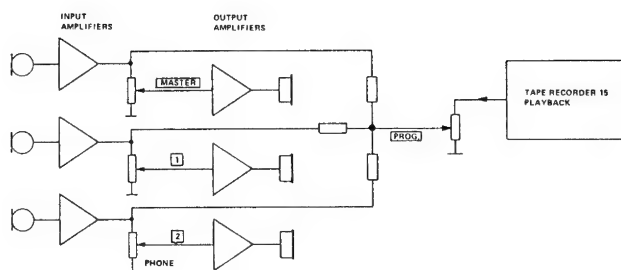 INPUT
AMPLIFIERS
OUTPUT
AMPLIFIERS
MASTER
TAPE RECORDER 15
PLAYBACK
PROG.
1
2
PHONE